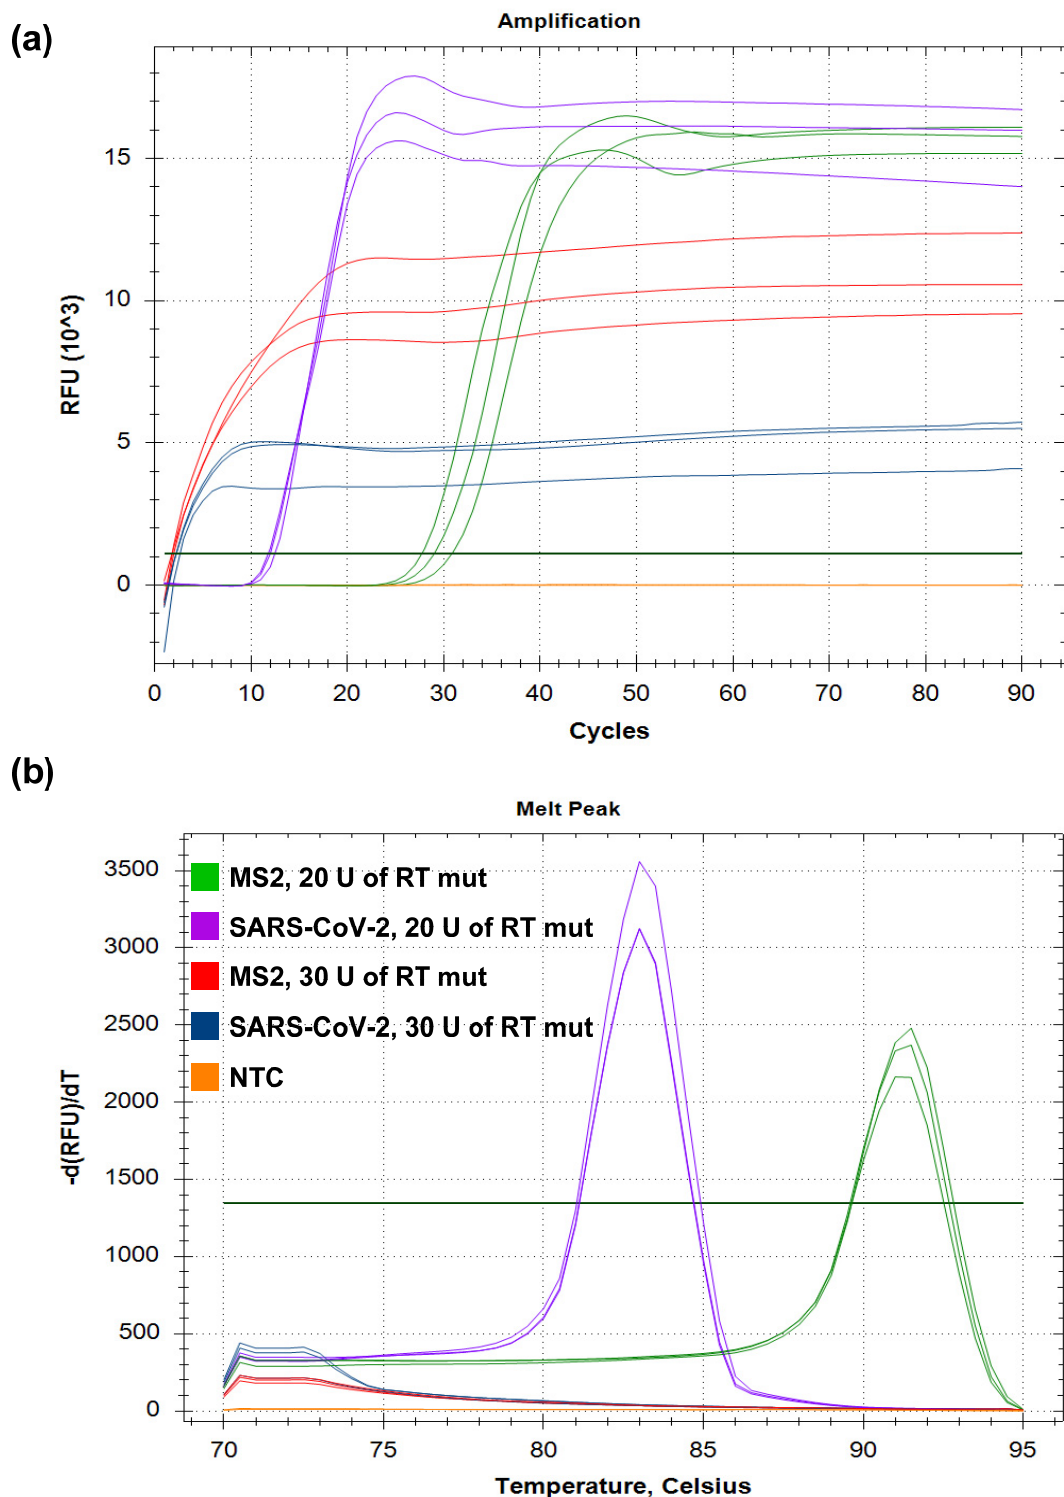 (a)
Amplification
RFU (10^3)
15
10
5
0
0 10 20 30 40 50 60 70 80 90
Cycles
(b)
Melt Peak
-d(RFU)/dT
3500
3000
2500
2000
1500
1000
500
0
MS2, 20 U of RT mut
SARS-CoV-2, 20 U of RT mut
MS2, 30 U of RT mut
SARS-CoV-2, 30 U of RT mut
NTC
70 75 80 85 90 95
Temperature, Celsius